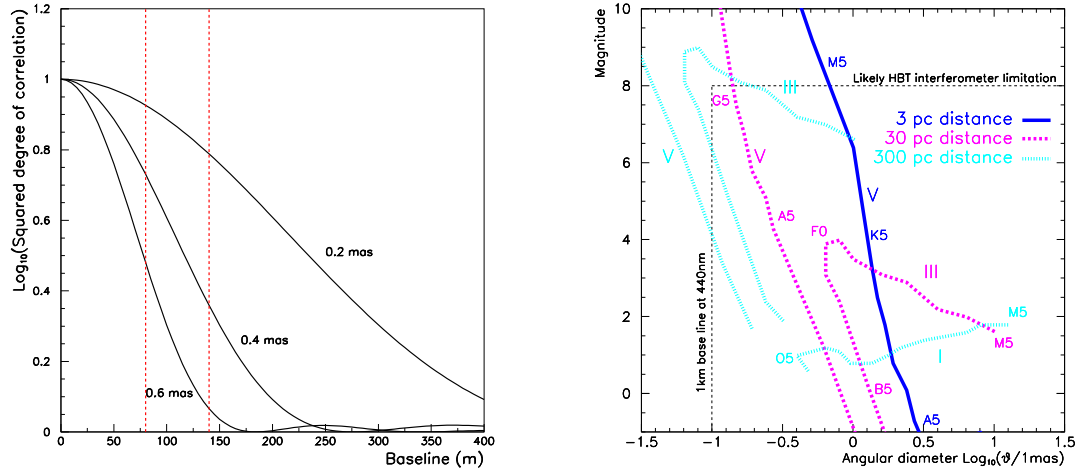 Log10(Squared degree of correlation)
1.2
1
0.8
0.6
0.4
0.2
0
0.2 mas
0.4 mas
0.6 mas
0 50 100 150 200 250 300 350 400
Baseline (m)
Magnitude
10
8
6
4
2
0
M5
Likely HBT interferometer limitation
III
G5
3 pc distance
30 pc distance
300 pc distance
V
V
V
A5
F0
K5
III
1km base line at 440nm
M5
O5
I
M5
B5
A5
−1.5 −1 −0.5 0 0.5 1 1.5
Angular diameter Log10(ϑ/1mas)